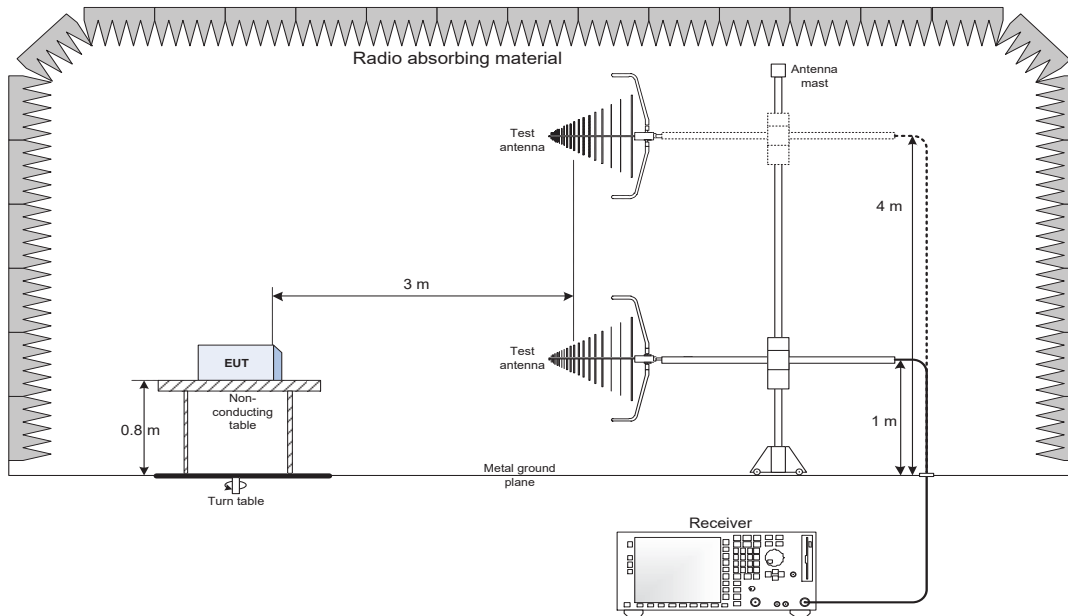 Radio absorbing material
Antenna
mast
Test
antenna
4 m
3 m
EUT
Test
antenna
Non-
conducting
table
0.8 m
1 m
Metal ground
plane
Turn table
Receiver